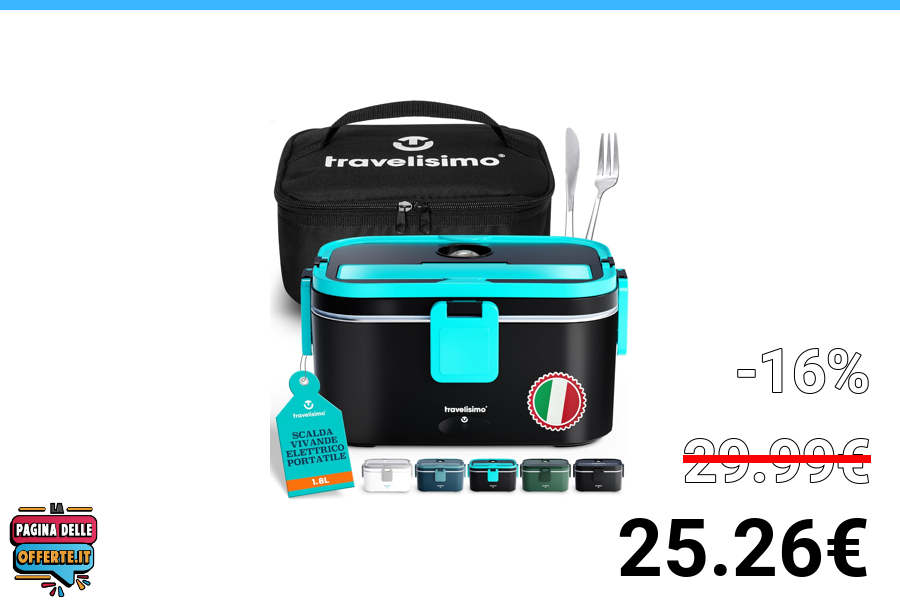 travelisimo®
travelisimo®
travelisimo®
SCALDA
VIVANDE
ELETTRICO
PORTATILE
1.8L
-16%
29.99€
25.26€
LA
PAGINA DELLE
OFFERTE.IT